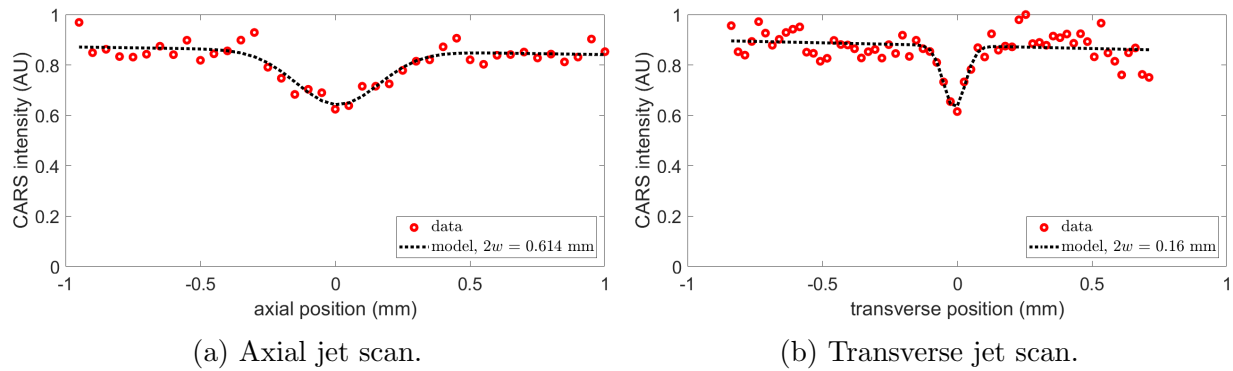 CARS intensity (AU)
1
0.8
0.6
0.4
0.2
0
-1
-0.5
0
0.5
1
axial position (mm)
data
model, 2w = 0.614 mm
(a) Axial jet scan.
CARS intensity (AU)
1
0.8
0.6
0.4
0.2
0
-1
-0.5
0
0.5
1
transverse position (mm)
data
model, 2w = 0.16 mm
(b) Transverse jet scan.